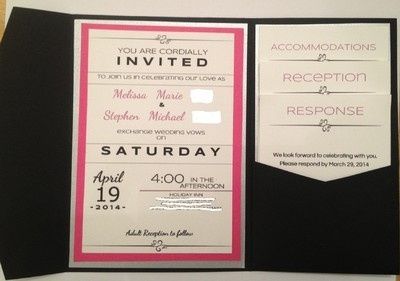 YOU ARE CORDIALLY
INVITED
TO JOIN US IN CELEBRATING OUR LOVE AS
Melissa Marie
&
Stephen Michael
EXCHANGE WEDDING VOWS
ON
SATURDAY
April
19
-2014-
4:00 IN THE
AFTERNOON
HOLIDAY INN
Adult Reception to follow
ACCOMMODATIONS
RECEPTION
RESPONSE
We look forward to celebrating with you.
Please respond by March 29, 2014